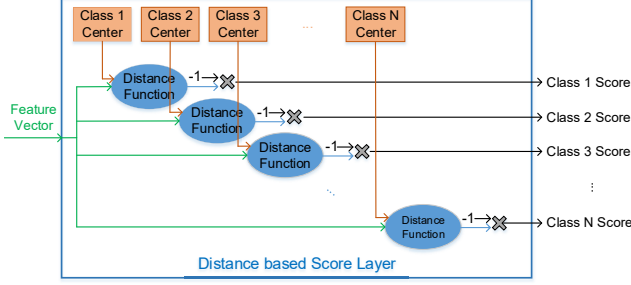 Class 1
Center
Class 2
Center
Class 3
Center
...
Class N
Center
Distance
Function
-1
Class 1 Score
Feature
Vector
Distance
Function
-1
Class 2 Score
Distance
Function
-1
Class 3 Score
...
...
Distance
Function
-1
Class N Score
Distance based Score Layer